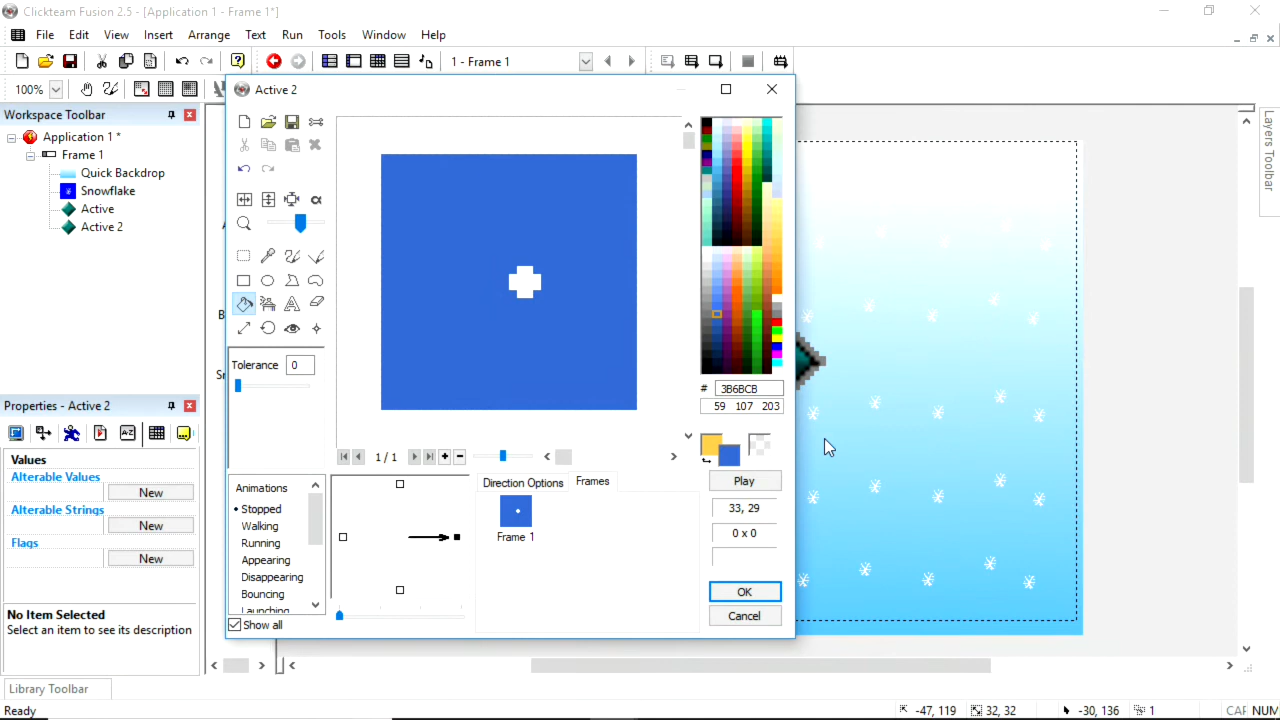 Clickteam Fusion 2.5 - [Application 1 - Frame 1*]
File Edit View Insert Arrange Text Run Tools Window Help
1 - Frame 1
100%
Active 2
Workspace Toolbar
Application 1 *
Frame 1
Quick Backdrop
Snowflake
Active
Active 2
Layers Toolbar
Tolerance 0
# 3B6BCB
59 107 203
Properties - Active 2
1 / 1
Values
Alterable Values
New
Alterable Strings
New
Flags
New
Animations
Stopped
Walking
Running
Appearing
Disappearing
Bouncing
Launching
Show all
Direction Options Frames
Frame 1
Play
33, 29
0 x 0
OK
Cancel
No Item Selected
Select an item to see its description
Library Toolbar
Ready
-47, 119 32, 32 -30, 136 1 NUM